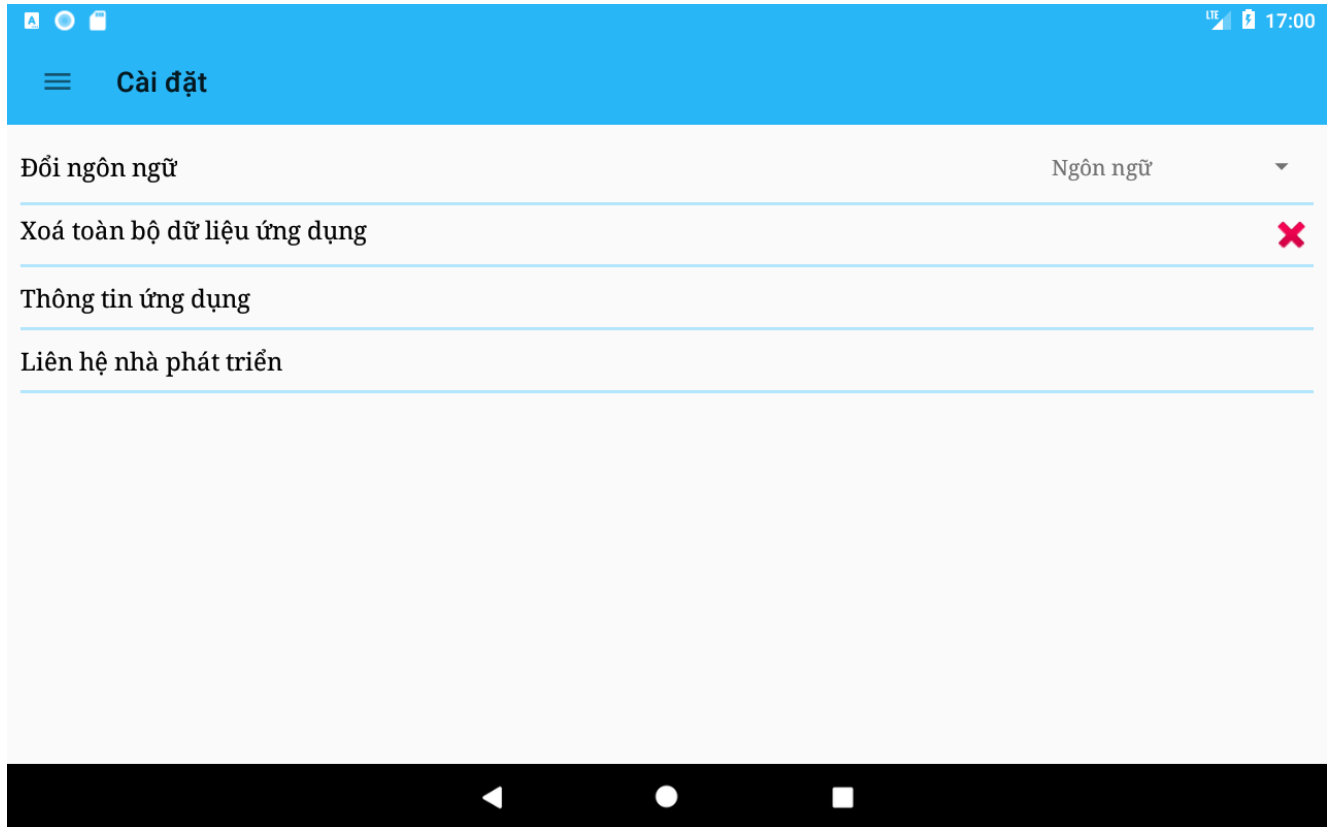 LTE 17:00
Cài đặt
Đổi ngôn ngữ Ngôn ngữ
Xoá toàn bộ dữ liệu ứng dụng
Thông tin ứng dụng
Liên hệ nhà phát triển